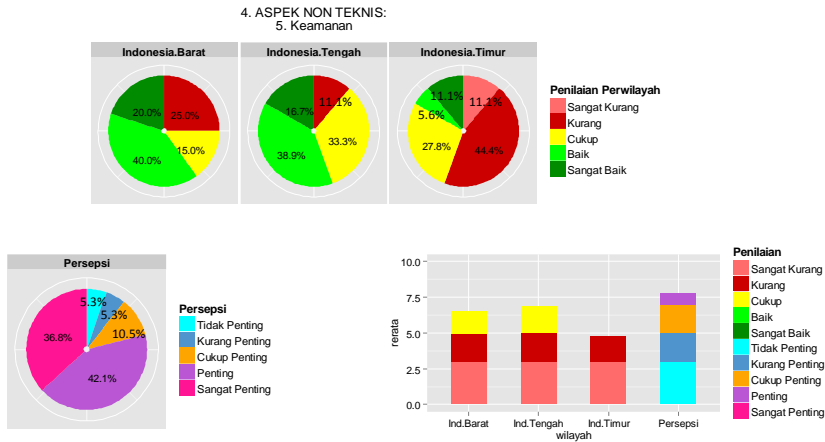 4. ASPEK NON TEKNIS:
5. Keamanan
Indonesia.Barat
Indonesia.Tengah
Indonesia.Timur
20.0%
25.0%
15.0%
40.0%
16.7%
11.1%
33.3%
38.9%
11.1%
11.1%
5.6%
27.8%
44.4%
Penilaian Perwilayah
Sangat Kurang
Kurang
Cukup
Baik
Sangat Baik
Persepsi
5.3%
5.3%
10.5%
36.8%
42.1%
Persepsi
Tidak Penting
Kurang Penting
Cukup Penting
Penting
Sangat Penting
10.0
7.5
5.0
2.5
0.0
rerata
Ind.Barat
Ind.Tengah
Ind.Timur
Persepsi
wilayah
Penilaian
Sangat Kurang
Kurang
Cukup
Baik
Sangat Baik
Tidak Penting
Kurang Penting
Cukup Penting
Penting
Sangat Penting